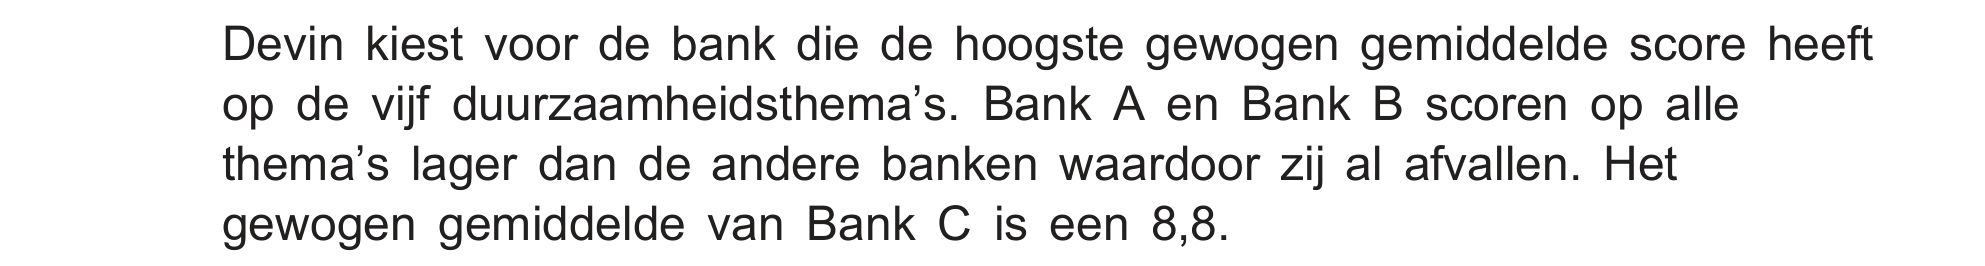 Devin kiest voor de bank die de hoogste gewogen gemiddelde score heeft
op de vijf duurzaamheidsthema’s. Bank A en Bank B scoren op alle
thema’s lager dan de andere banken waardoor zij al afvallen. Het
gewogen gemiddelde van Bank C is een 8,8.